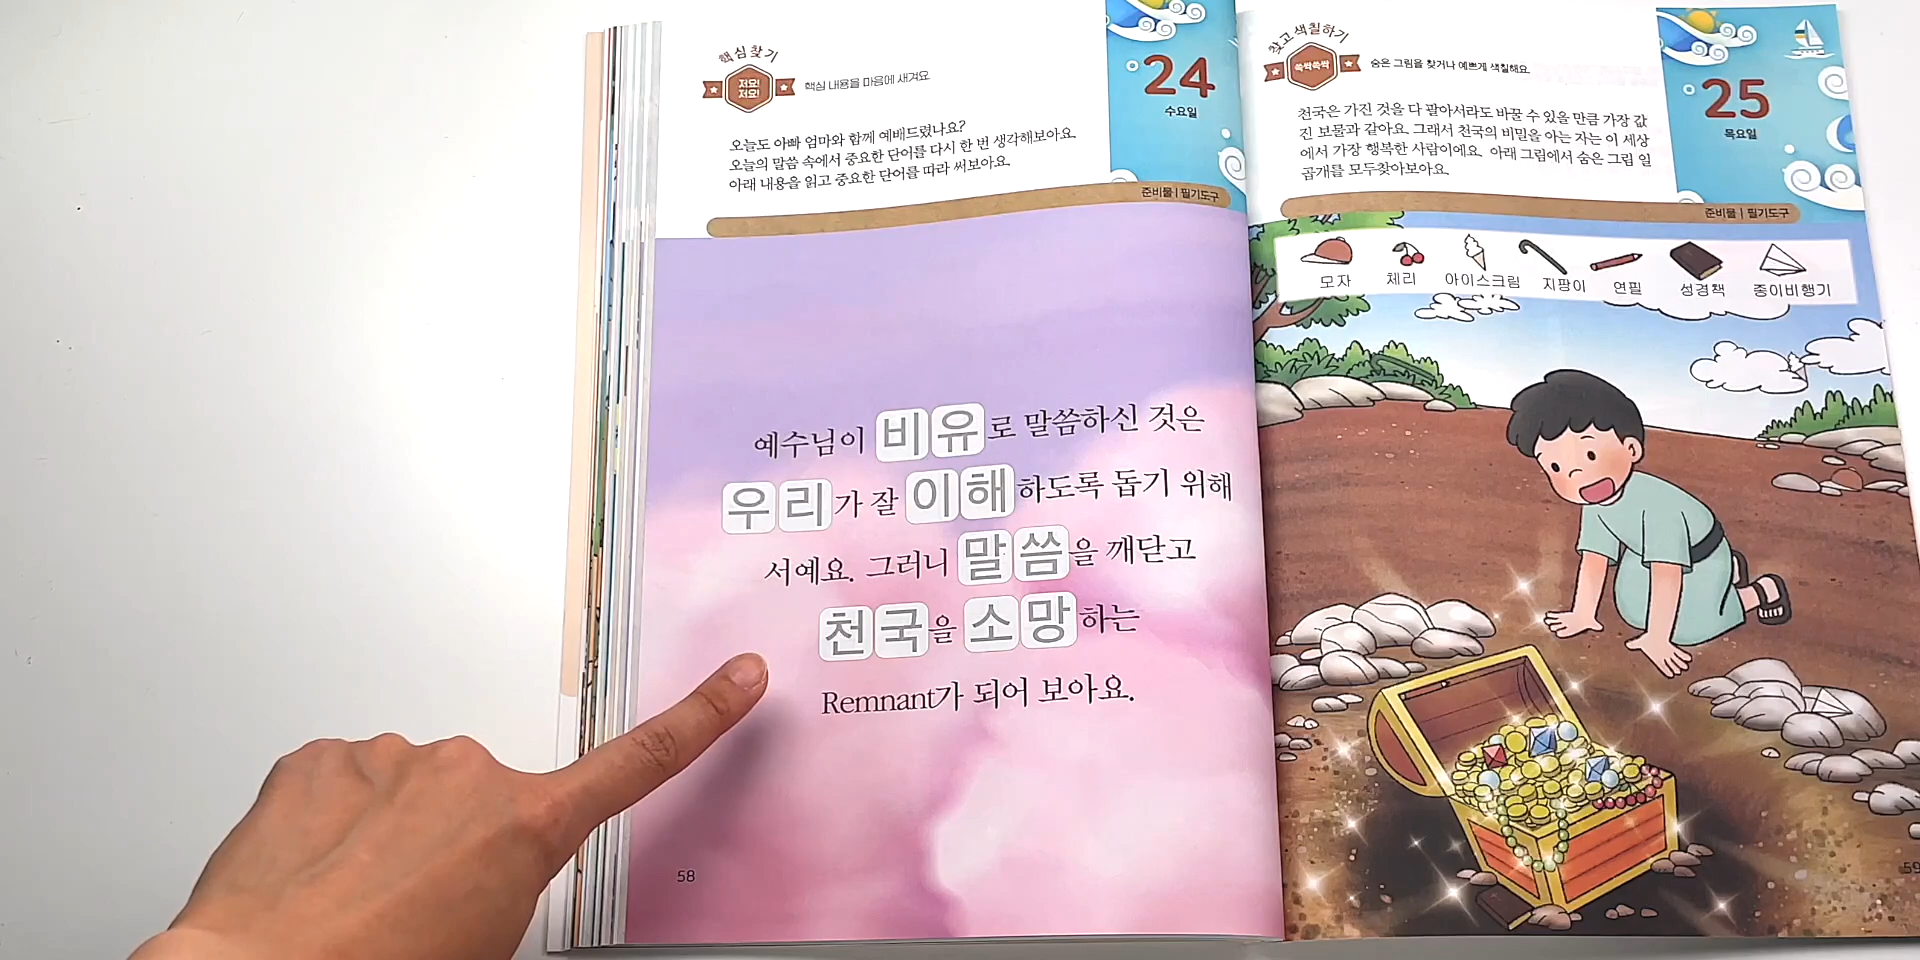 핵심찾기
저요!
저요!
핵심 내용을 마음에 새겨요
24
수요일
오늘도 아빠 엄마와 함께 예배드렸나요?
오늘의 말씀 속에서 중요한 단어를 다시 한 번 생각해보아요.
아래 내용을 읽고 중요한 단어를 따라 써보아요.
준비물 | 필기도구
예수님이 비유로 말씀하신 것은
우리가 잘 이해하도록 돕기 위해
서예요. 그러니 말씀을 깨닫고
천국을 소망하는
Remnant가 되어 보아요.
58
찾고 색칠하기
쓱싹쓱싹
숨은 그림을 찾거나 예쁘게 색칠해요.
25
목요일
천국은 가진 것을 다 팔아서라도 바꿀 수 있을 만큼 가장 값
진 보물과 같아요. 그래서 천국의 비밀을 아는 자는 이 세상
에서 가장 행복한 사람이에요. 아래 그림에서 숨은 그림 일
곱개를 모두찾아보아요.
준비물 | 필기도구
모자 체리 아이스크림 지팡이 연필 성경책 종이비행기
59